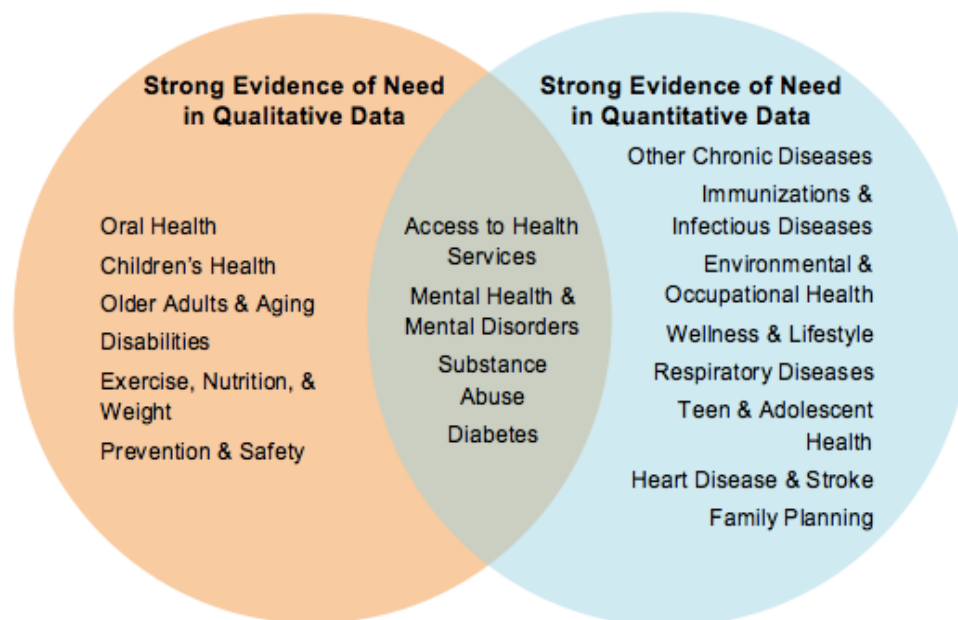 Strong Evidence of Need
in Qualitative Data
Oral Health
Children's Health
Older Adults & Aging
Disabilities
Exercise, Nutrition, &
Weight
Prevention & Safety
Access to Health
Services
Mental Health &
Mental Disorders
Substance
Abuse
Diabetes
Strong Evidence of Need
in Quantitative Data
Other Chronic Diseases
Immunizations &
Infectious Diseases
Environmental &
Occupational Health
Wellness & Lifestyle
Respiratory Diseases
Teen & Adolescent
Health
Heart Disease & Stroke
Family Planning